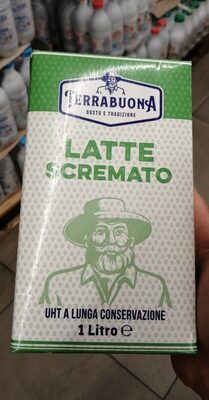 TERRABUONA
GUSTO E TRADIZIONE
LATTE
SCREMATO
UHT A LUNGA CONSERVAZIONE
1 Litro ℮